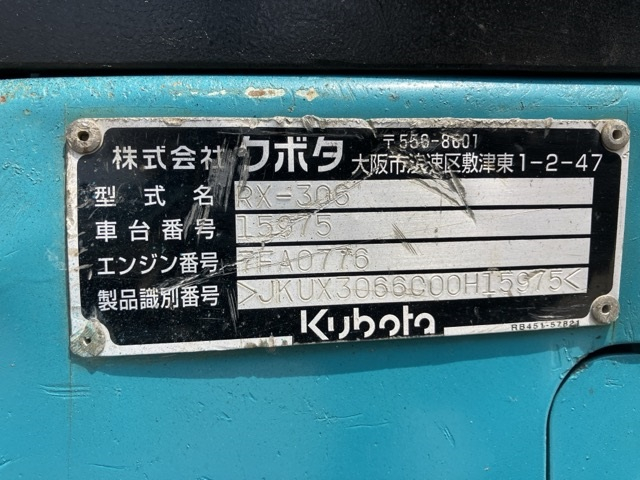 株式会社クボタ
〒556-8601
大阪市浪速区敷津東1-2-47
型式名 RX-306
車台番号 15975
エンジン番号 7FA0776
製品識別番号 >JKUX3066C00H15975<
Kubota
RB451-57821